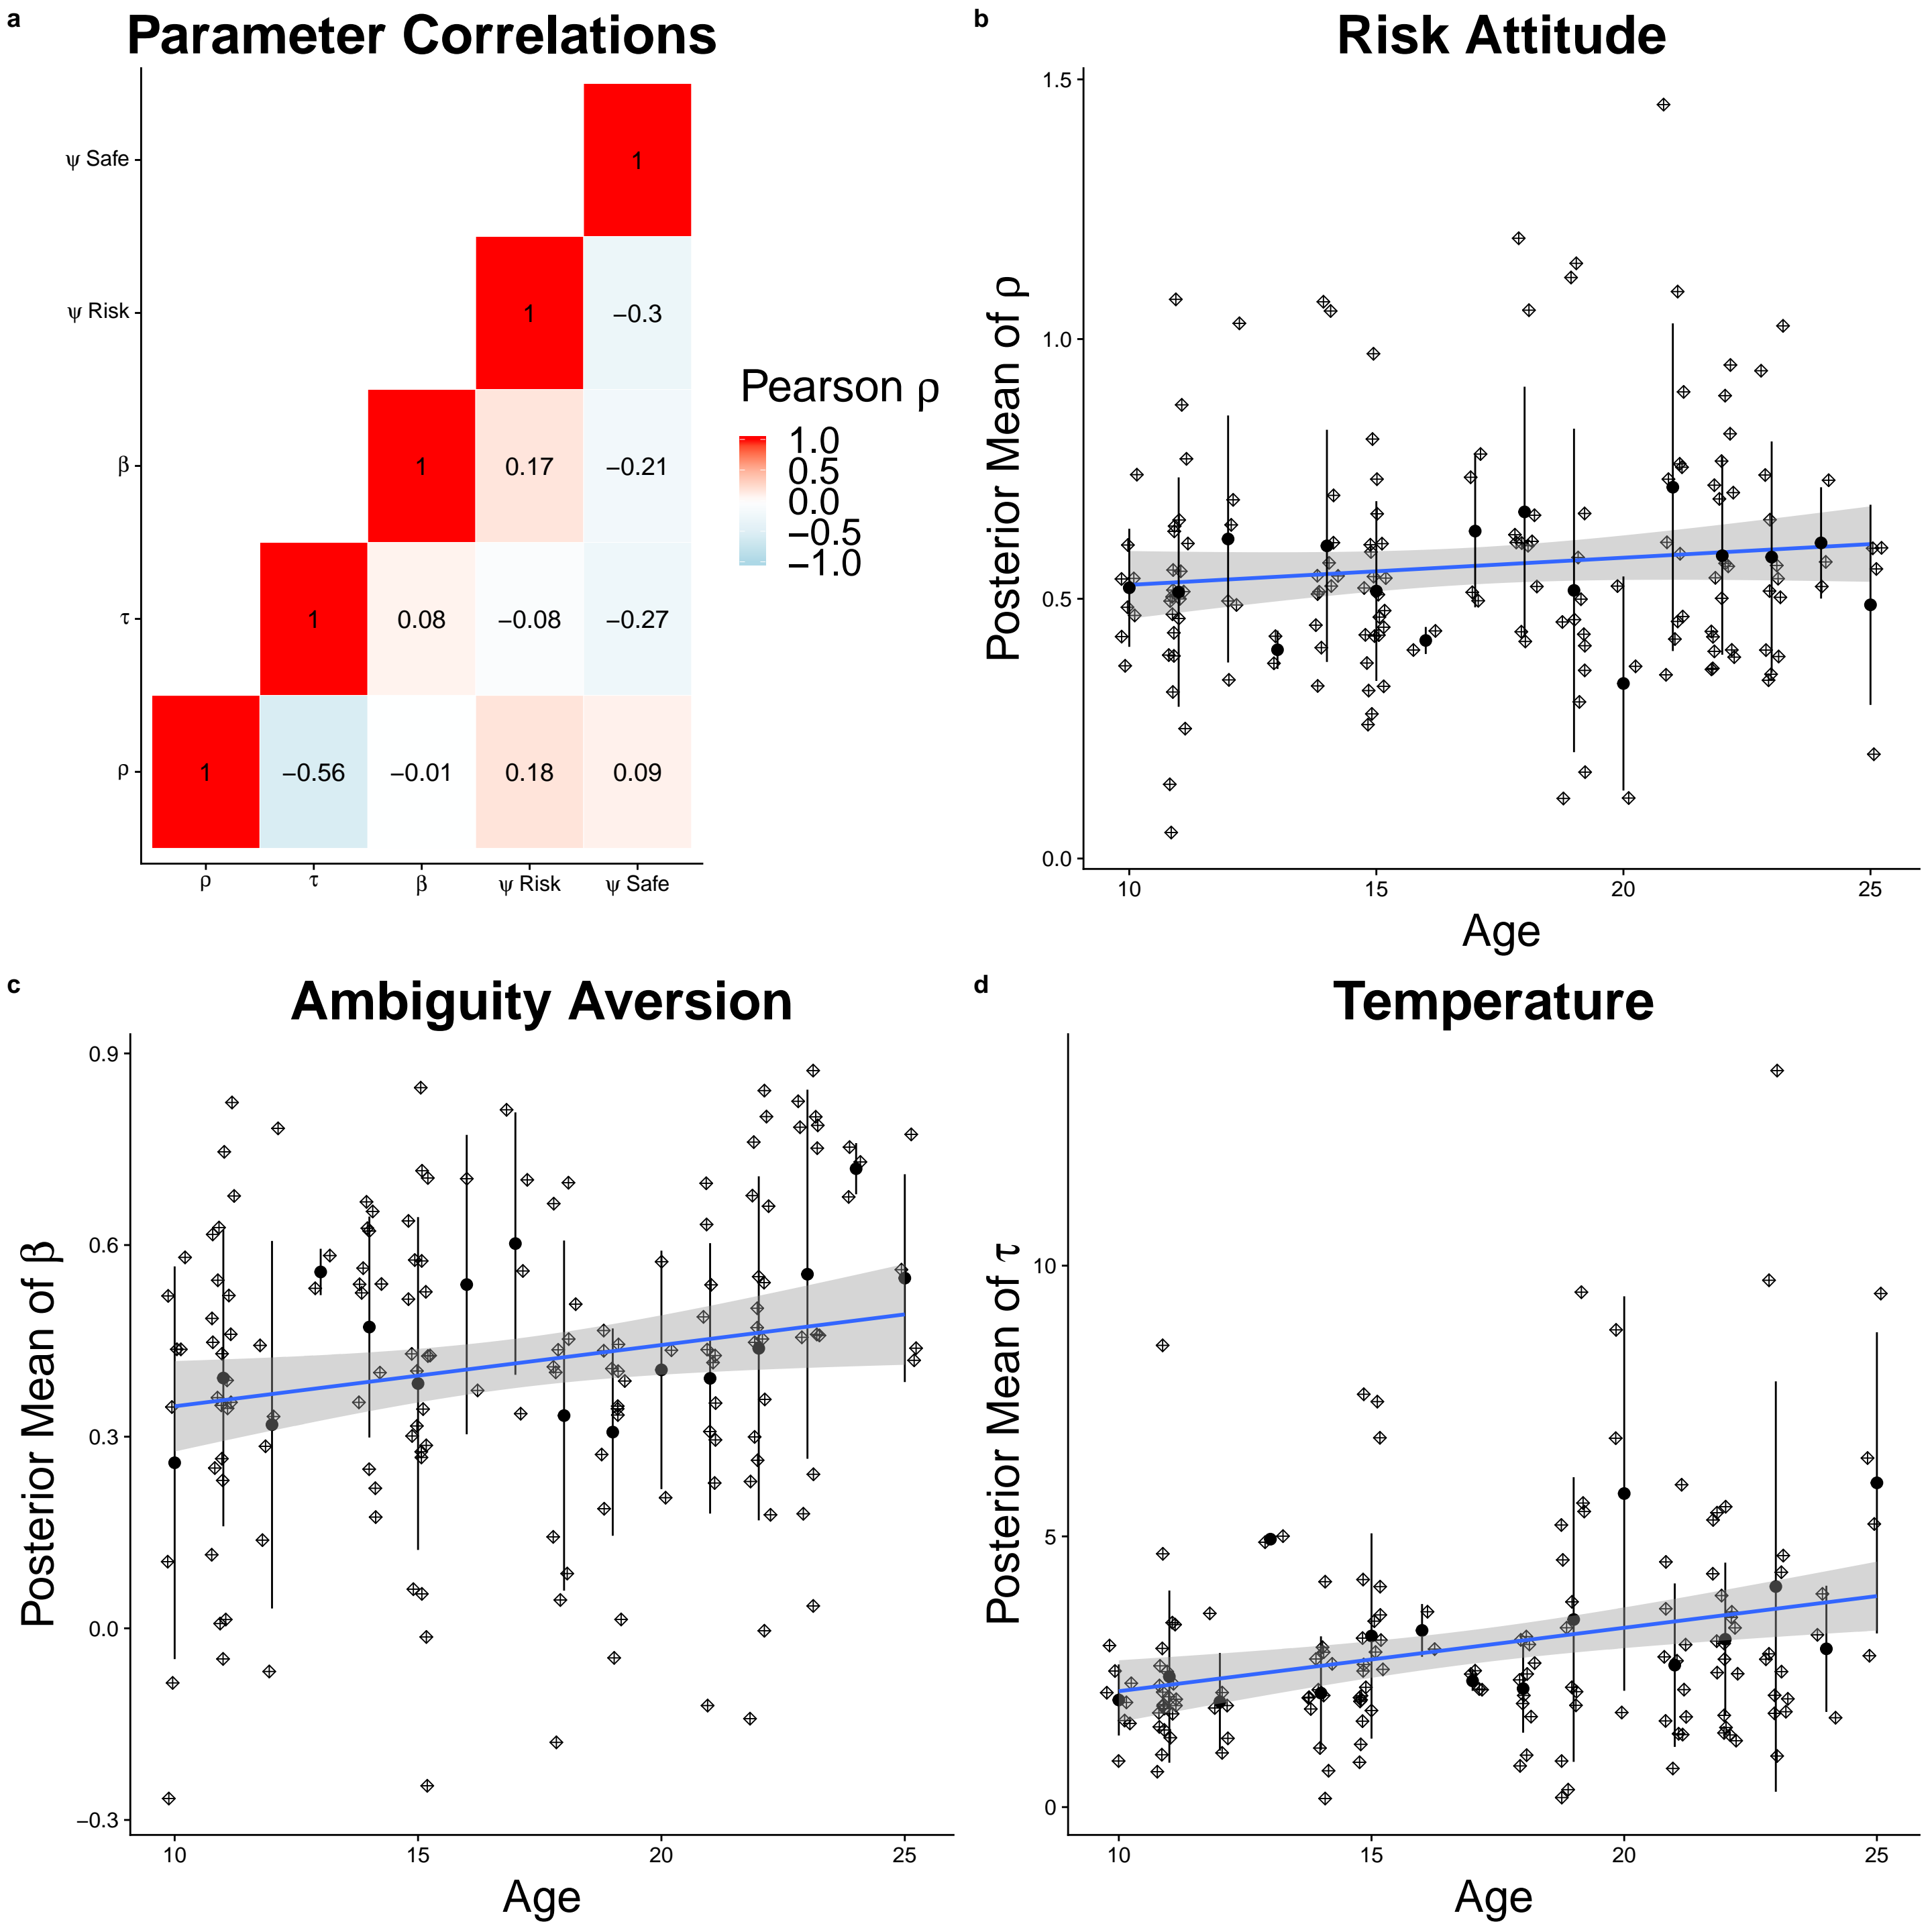 a
Parameter Correlations
ψ Safe
ψ Risk
β
τ
ρ
1
1
−0.3
1
0.17
−0.21
1
0.08
−0.08
−0.27
1
−0.56
−0.01
0.18
0.09
ρ
τ
β
ψ Risk
ψ Safe
Pearson ρ
1.0
0.5
0.0
−0.5
−1.0
b
Risk Attitude
Posterior Mean of ρ
1.5
1.0
0.5
0.0
10
15
20
25
Age
c
Ambiguity Aversion
Posterior Mean of β
0.9
0.6
0.3
0.0
−0.3
10
15
20
25
Age
d
Temperature
Posterior Mean of τ
10
5
0
10
15
20
25
Age